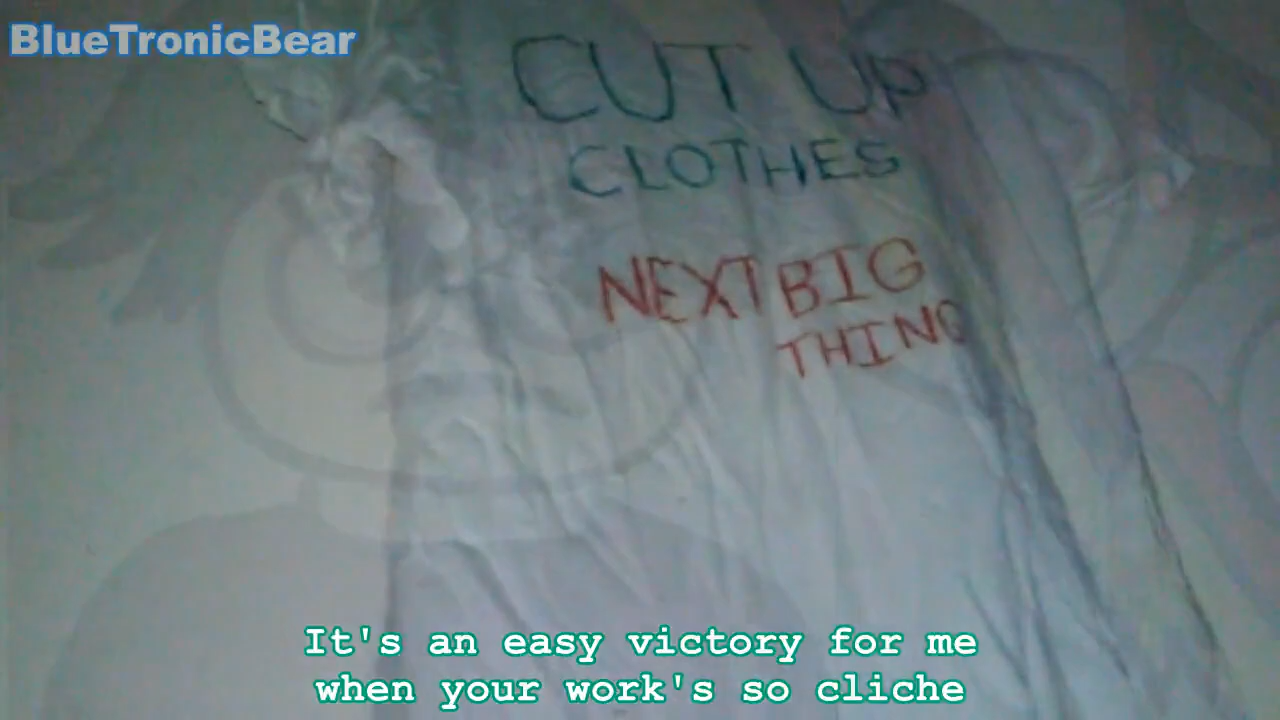 BlueTronicBear
CUT UP
CLOTHES
NEXT BIG
THING
It's an easy victory for me
when your work's so cliche